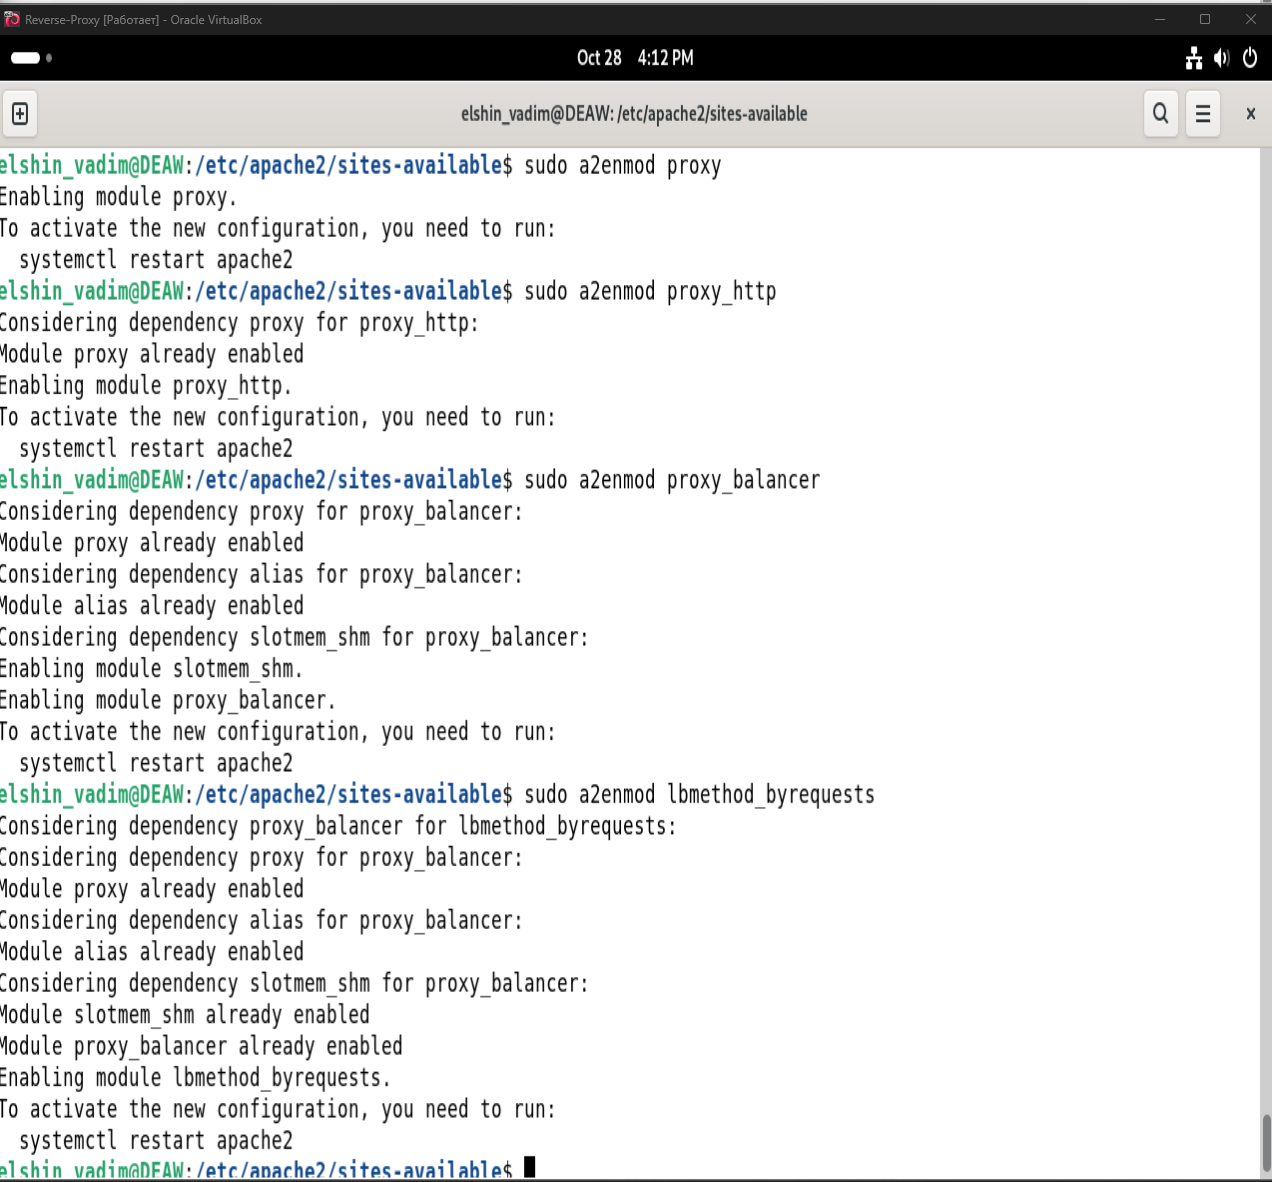 Reverse-Proxy [Работает] - Oracle VirtualBox
Oct 28 4:12 PM
elshin_vadim@DEAW: /etc/apache2/sites-available
elshin_vadim@DEAW:/etc/apache2/sites-available$ sudo a2enmod proxy
Enabling module proxy.
To activate the new configuration, you need to run:
  systemctl restart apache2
elshin_vadim@DEAW:/etc/apache2/sites-available$ sudo a2enmod proxy_http
Considering dependency proxy for proxy_http:
Module proxy already enabled
Enabling module proxy_http.
To activate the new configuration, you need to run:
  systemctl restart apache2
elshin_vadim@DEAW:/etc/apache2/sites-available$ sudo a2enmod proxy_balancer
Considering dependency proxy for proxy_balancer:
Module proxy already enabled
Considering dependency alias for proxy_balancer:
Module alias already enabled
Considering dependency slotmem_shm for proxy_balancer:
Enabling module slotmem_shm.
Enabling module proxy_balancer.
To activate the new configuration, you need to run:
  systemctl restart apache2
elshin_vadim@DEAW:/etc/apache2/sites-available$ sudo a2enmod lbmethod_byrequests
Considering dependency proxy_balancer for lbmethod_byrequests:
Considering dependency proxy for proxy_balancer:
Module proxy already enabled
Considering dependency alias for proxy_balancer:
Module alias already enabled
Considering dependency slotmem_shm for proxy_balancer:
Module slotmem_shm already enabled
Module proxy_balancer already enabled
Enabling module lbmethod_byrequests.
To activate the new configuration, you need to run:
  systemctl restart apache2
elshin_vadim@DEAW:/etc/apache2/sites-available$